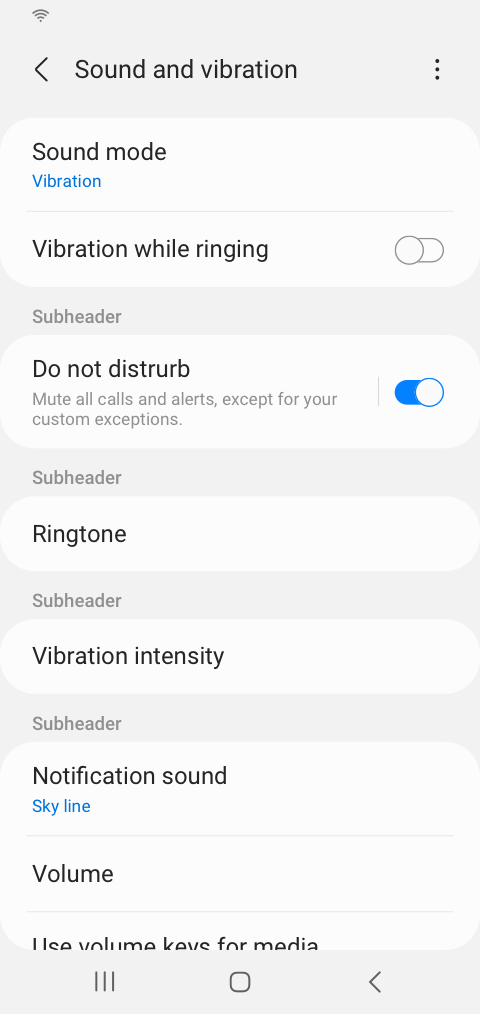 Sound and vibration
Sound mode
Vibration
Vibration while ringing
Subheader
Do not distrurb
Mute all calls and alerts, except for your
custom exceptions.
Subheader
Ringtone
Subheader
Vibration intensity
Subheader
Notification sound
Sky line
Volume
Use volume keys for media